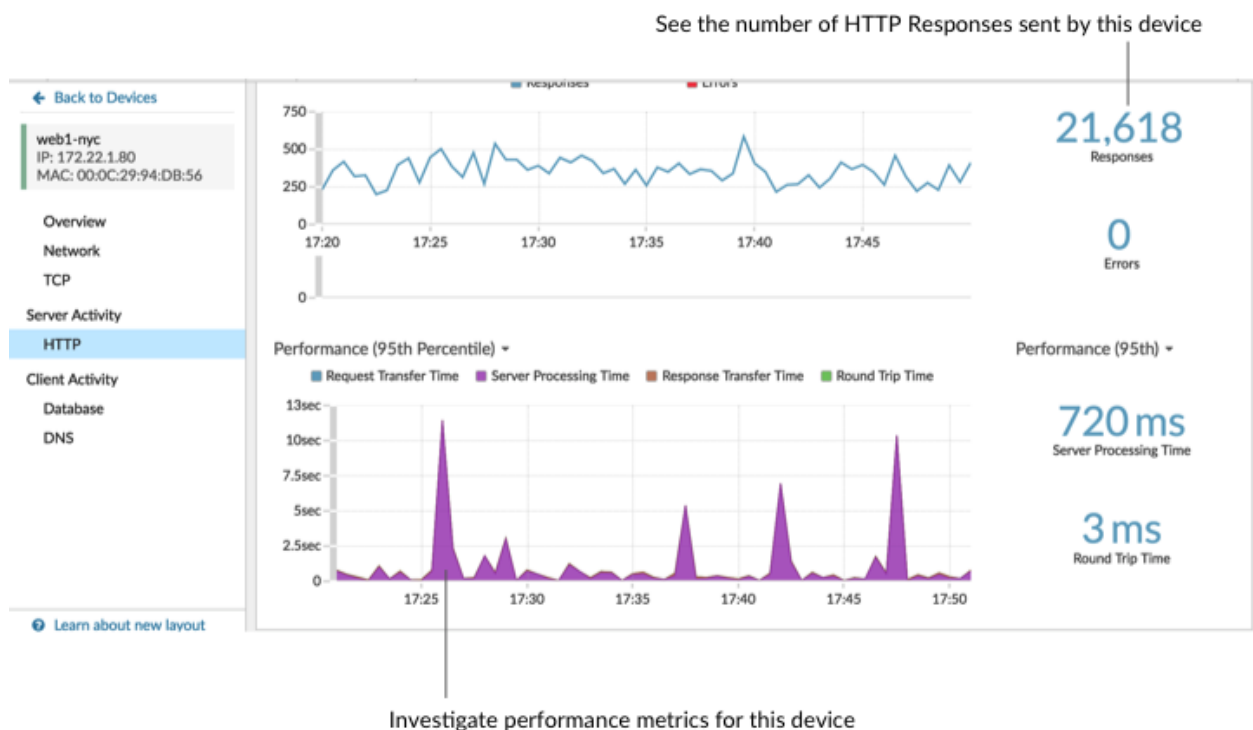 See the number of HTTP Responses sent by this device
Back to Devices
web1-nyc
IP: 172.22.1.80
MAC: 00:0C:29:94:DB:56
Overview
Network
TCP
Server Activity
HTTP
Client Activity
Database
DNS
Learn about new layout
Responses Errors
750
500
250
0
17:20 17:25 17:30 17:35 17:40 17:45
0
21,618
Responses
0
Errors
Performance (95th Percentile)
Request Transfer Time Server Processing Time Response Transfer Time Round Trip Time
13sec
10sec
7.5sec
5sec
2.5sec
0
17:25 17:30 17:35 17:40 17:45 17:50
Performance (95th)
720 ms
Server Processing Time
3 ms
Round Trip Time
Investigate performance metrics for this device